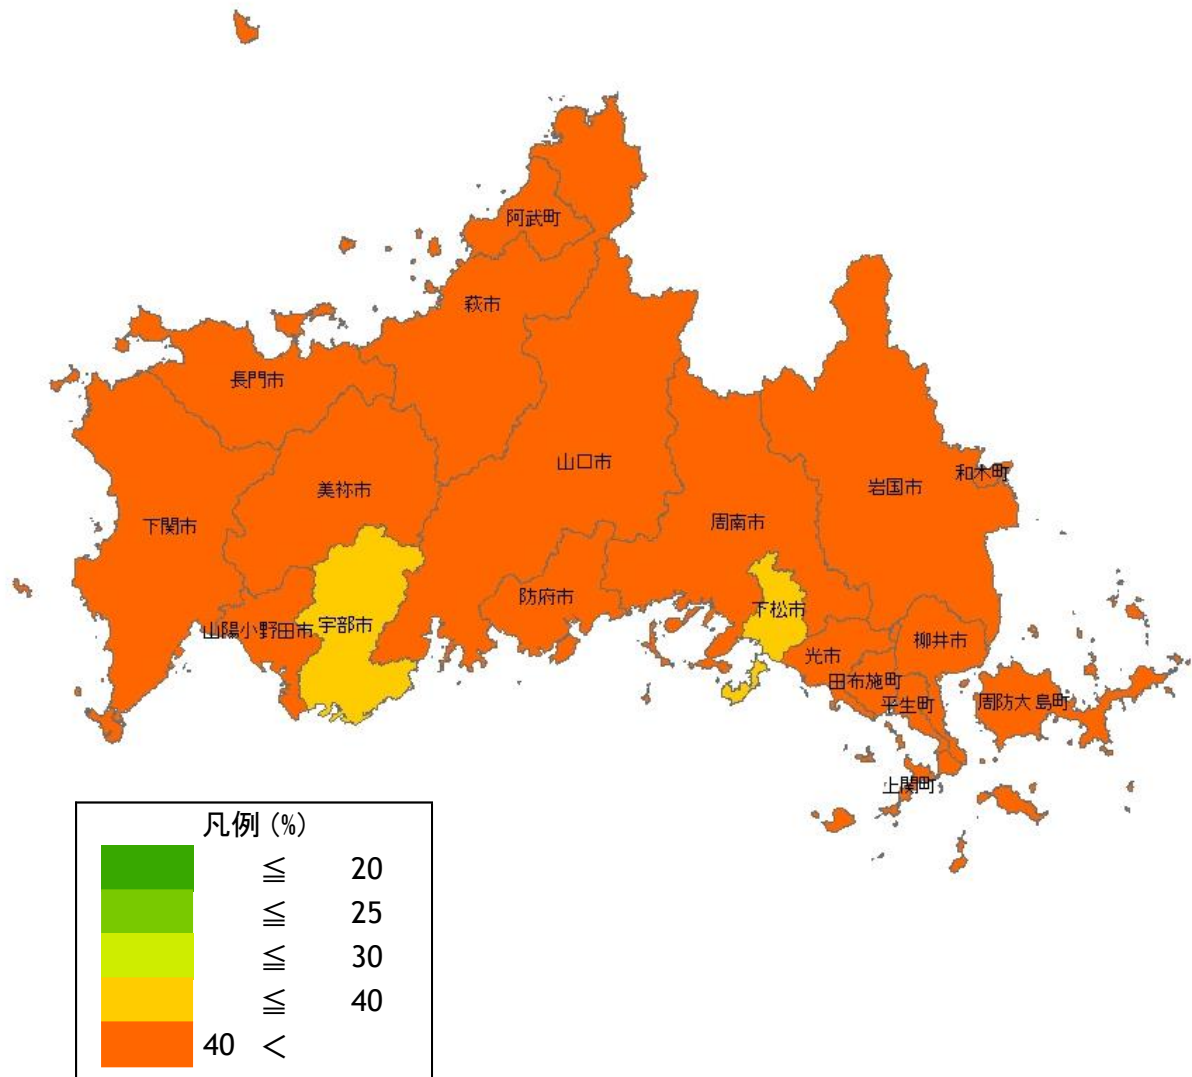 阿武町
萩市
長門市
山口市
和木町
岩国市
美祢市
周南市
下関市
防府市
下松市
宇部市
山陽小野田市
柳井市
光市
田布施町
周防大島町
平生町
上関町
凡例 (%)
≦ 20
≦ 25
≦ 30
≦ 40
40 <